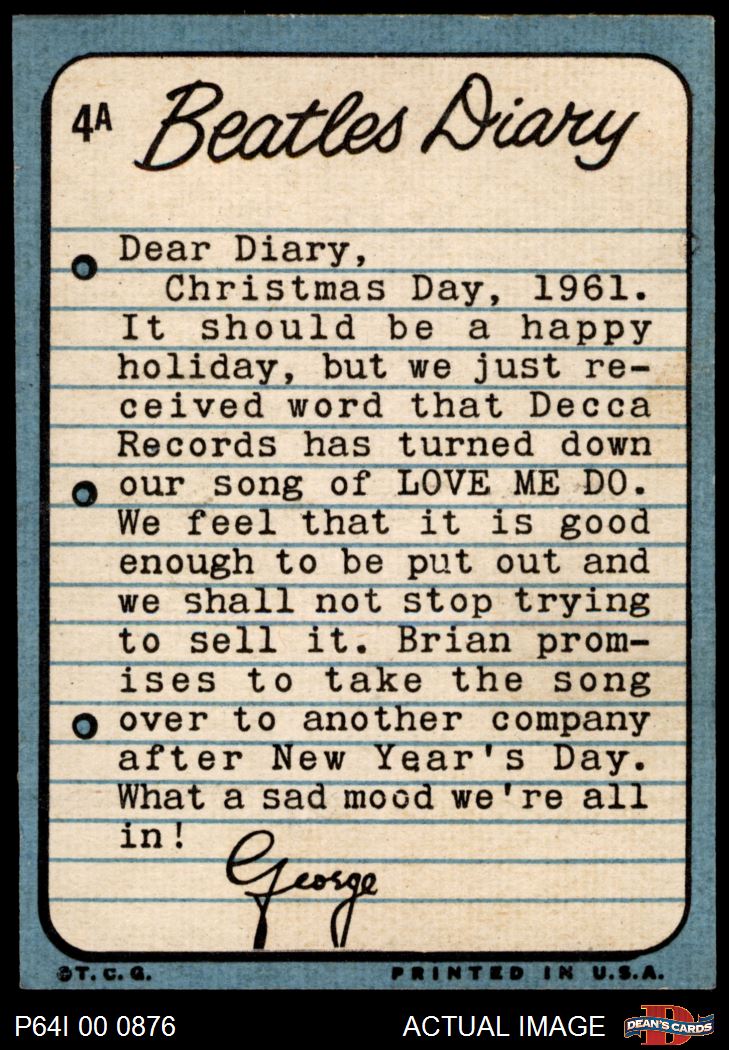 4A Beatles Diary
Dear Diary,
Christmas Day, 1961.
It should be a happy
holiday, but we just re-
ceived word that Decca
Records has turned down
our song of LOVE ME DO.
We feel that it is good
enough to be put out and
we shall not stop trying
to sell it. Brian prom-
ises to take the song
over to another company
after New Year's Day.
What a sad mood we're all
in!
George
©T.C.G. PRINTED IN U.S.A.
P64I 00 0876 ACTUAL IMAGE D DEAN'S CARDS